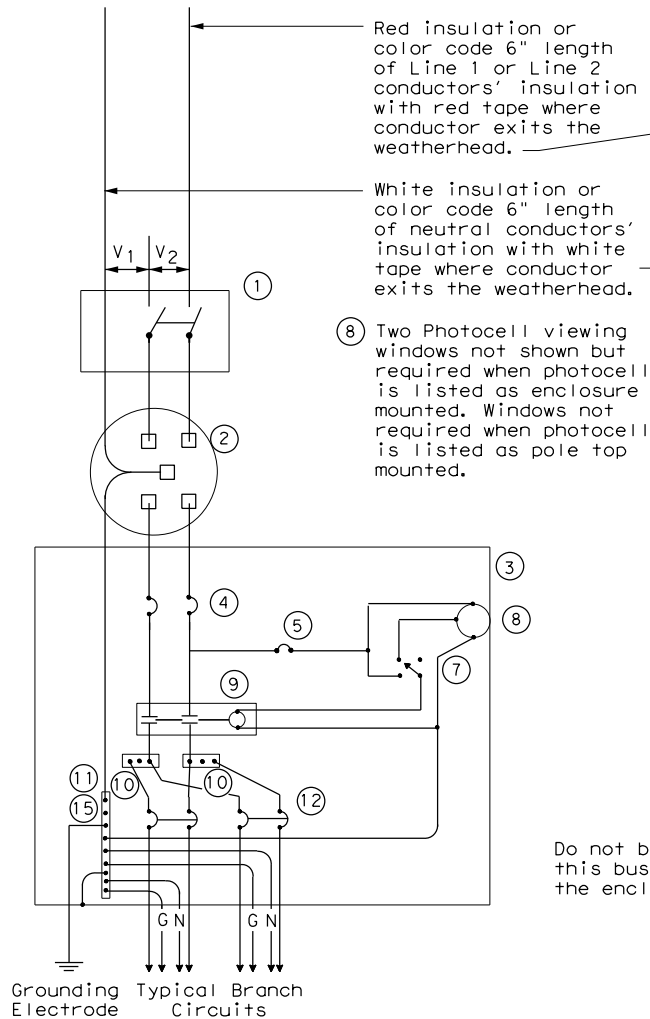 Red insulation or
color code 6" length
of Line 1 or Line 2
conductors' insulation
with red tape where
conductor exits the
weatherhead.
White insulation or
color code 6" length
of neutral conductors'
insulation with white
tape where conductor
exits the weatherhead.
V1 V2
1
8 Two Photocell viewing
windows not shown but
required when photocell
is listed as enclosure
mounted. Windows not
required when photocell
is listed as pole top
mounted.
2
3
4
5
8
7
9
11 10 10
15 12
Do not b
this bus
the encl
G N G N
Grounding
Electrode
Typical Branch
Circuits